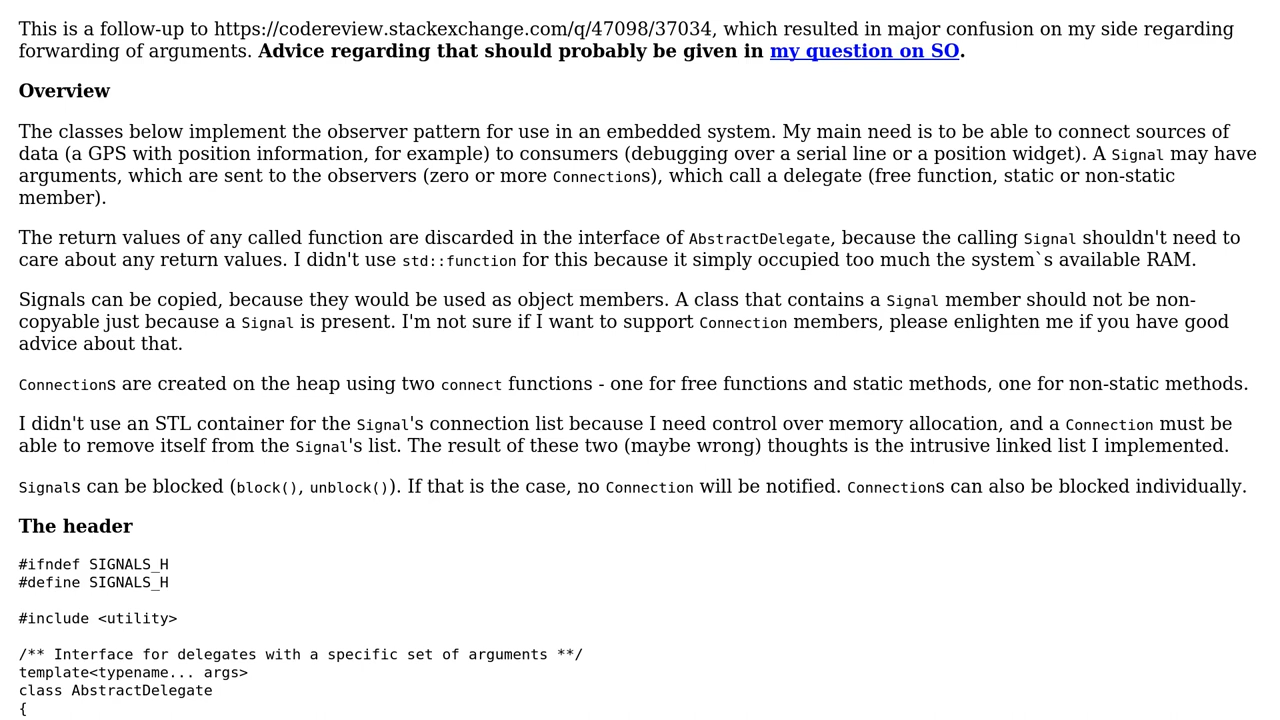 This is a follow-up to https://codereview.stackexchange.com/q/47098/37034, which resulted in major confusion on my side regarding
forwarding of arguments. Advice regarding that should probably be given in my question on SO.
Overview
The classes below implement the observer pattern for use in an embedded system. My main need is to be able to connect sources of
data (a GPS with position information, for example) to consumers (debugging over a serial line or a position widget). A Signal may have
arguments, which are sent to the observers (zero or more Connections), which call a delegate (free function, static or non-static
member).
The return values of any called function are discarded in the interface of AbstractDelegate, because the calling Signal shouldn't need to
care about any return values. I didn't use std::function for this because it simply occupied too much the system`s available RAM.
Signals can be copied, because they would be used as object members. A class that contains a Signal member should not be non-
copyable just because a Signal is present. I'm not sure if I want to support Connection members, please enlighten me if you have good
advice about that.
Connections are created on the heap using two connect functions - one for free functions and static methods, one for non-static methods.
I didn't use an STL container for the Signal's connection list because I need control over memory allocation, and a Connection must be
able to remove itself from the Signal's list. The result of these two (maybe wrong) thoughts is the intrusive linked list I implemented.
Signals can be blocked (block(), unblock()). If that is the case, no Connection will be notified. Connections can also be blocked individually.
The header
#ifndef SIGNALS_H
#define SIGNALS_H
#include <utility>
/** Interface for delegates with a specific set of arguments **/
template<typename... args>
class AbstractDelegate
{